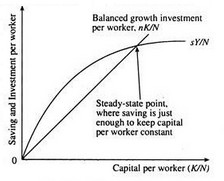 Balanced growth investment
per worker, nK/N
sY/N
Saving and Investment per worker
Steady-state point,
where saving is just
enough to keep capital
per worker constant
0
Capital per worker (K/N)